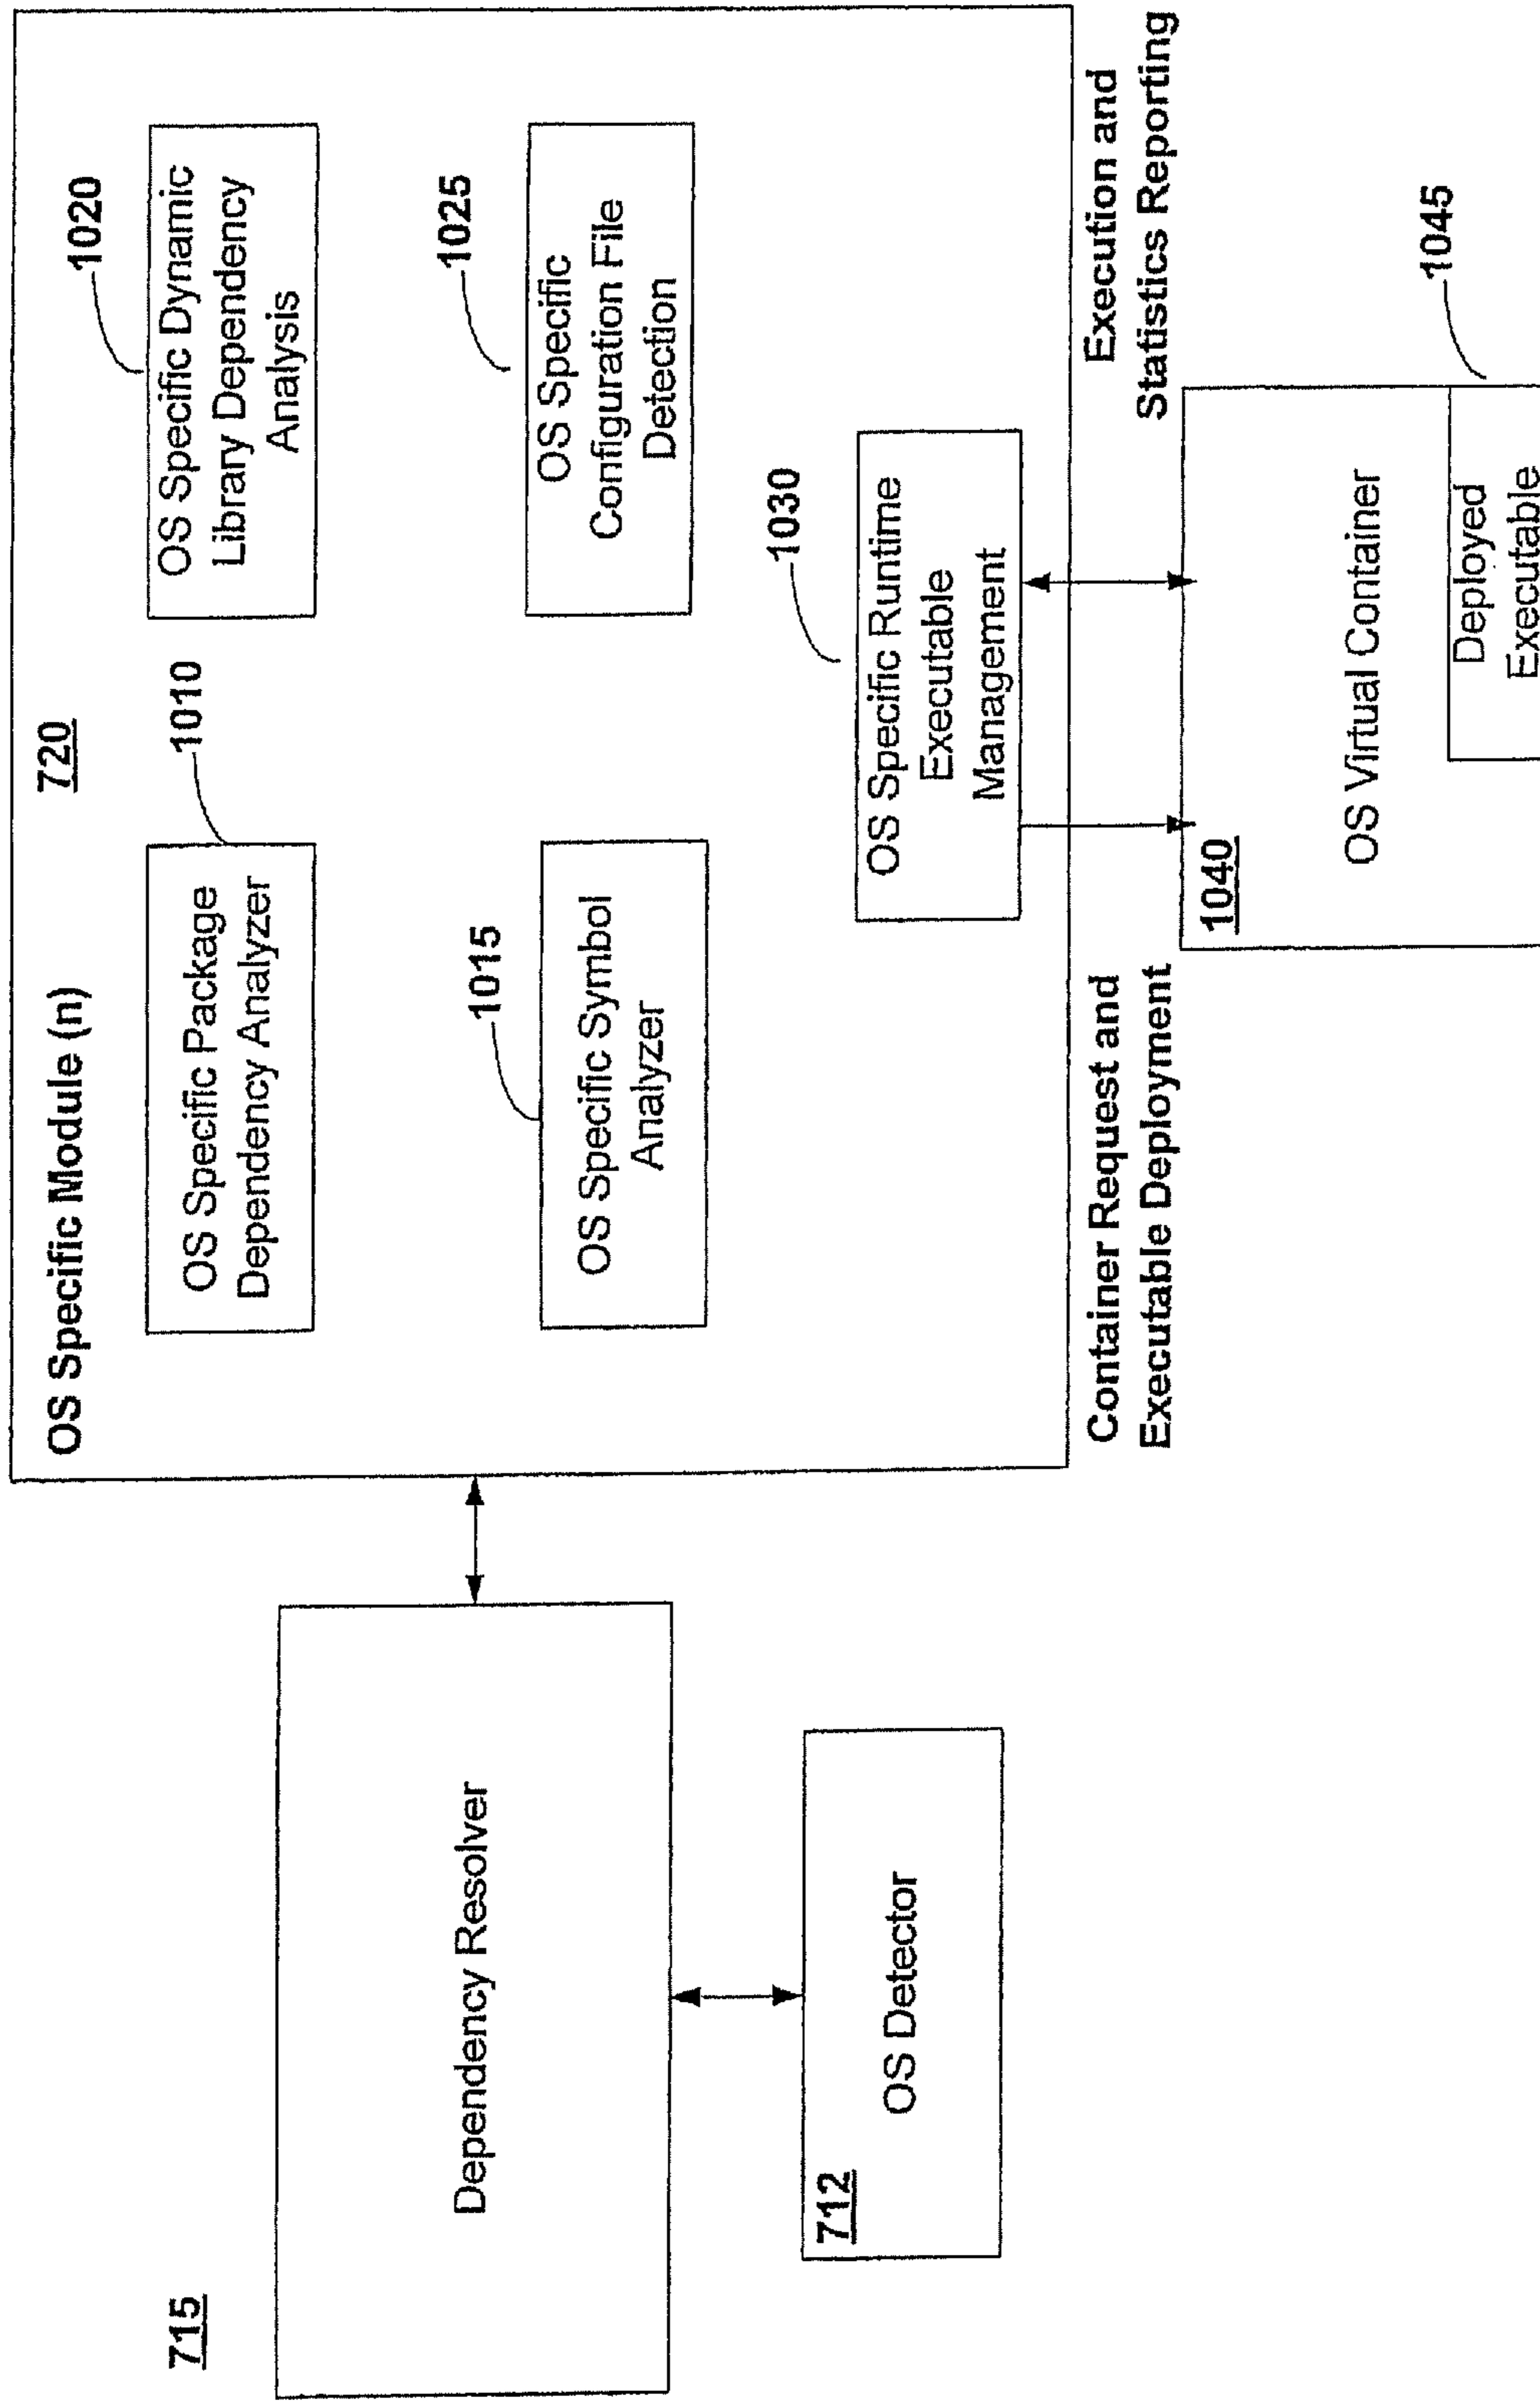 715
Dependency Resolver
712
OS Detector
OS Specific Module (n)
720
OS Specific Package
Dependency Analyzer
1010
OS Specific Dynamic
Library Dependency
Analysis
1020
OS Specific Symbol
Analyzer
1015
OS Specific
Configuration File
Detection
1025
OS Specific Runtime
Executable
Management
1030
Container Request and
Executable Deployment
Execution and
Statistics Reporting
1040
OS Virtual Container
Deployed
Executable
1045